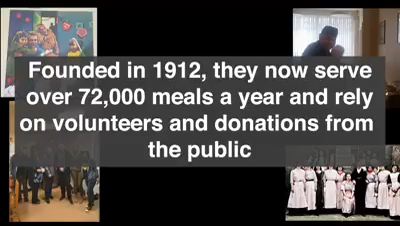 Founded in 1912, they now serve
over 72,000 meals a year and rely
on volunteers and donations from
the public